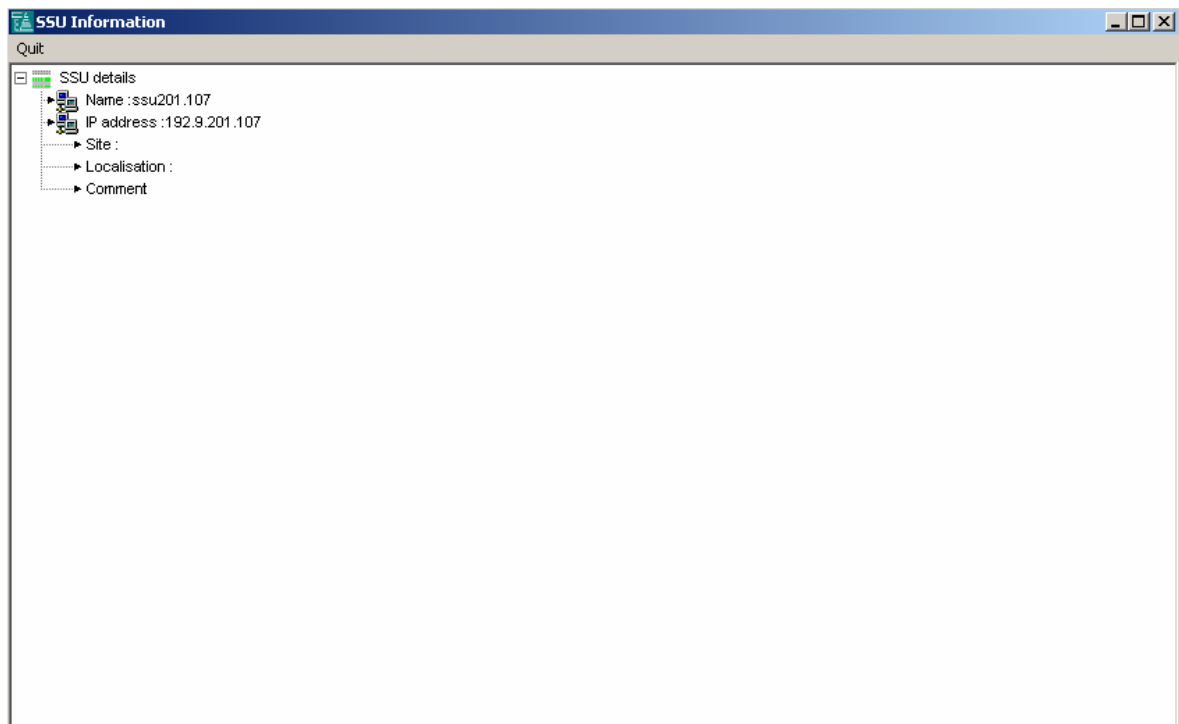 SSU Information
Quit
SSU details
Name :ssu201.107
IP address :192.9.201.107
Site :
Localisation :
Comment